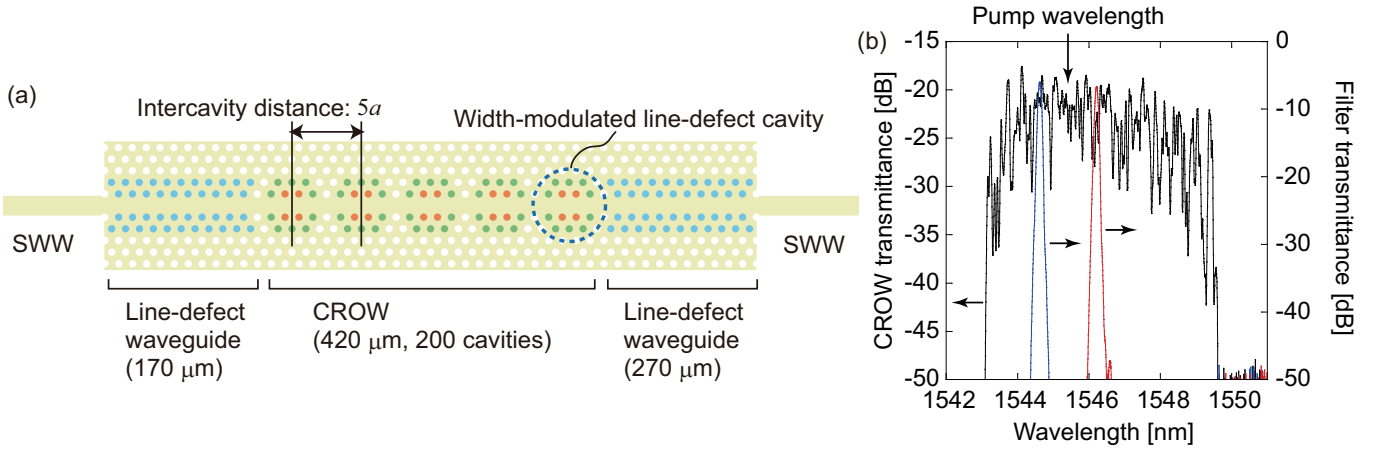 (a)
Intercavity distance: 5a
Width-modulated line-defect cavity
SWW
SWW
Line-defect
waveguide
(170 μm)
CROW
(420 μm, 200 cavities)
Line-defect
waveguide
(270 μm)
(b)
Pump wavelength
CROW transmittance [dB]
-15
-20
-25
-30
-35
-40
-45
-50
0
-10
-20
-30
-40
-50
Filter transmittance [dB]
1542
1544
1546
1548
1550
Wavelength [nm]